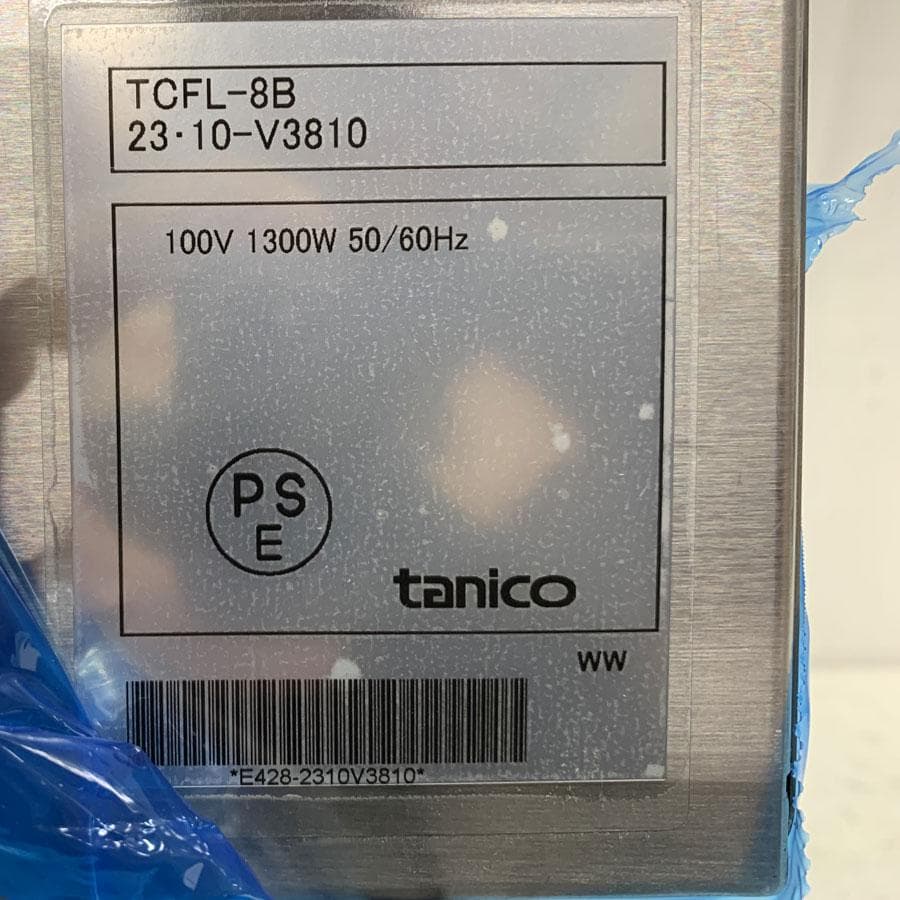 TCFL-8B
23·10-V3810
100V 1300W 50/60Hz
PS
E
tanico
WW
*E428-2310V3810*